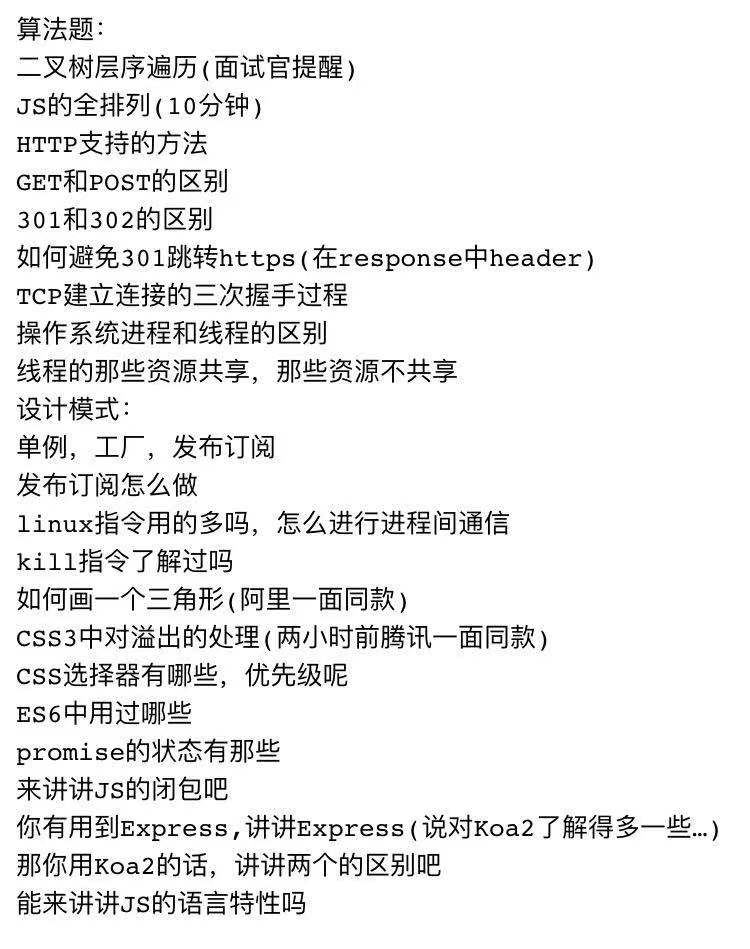 算法题:
二叉树层序遍历(面试官提醒)
JS的全排列(10分钟)
HTTP支持的方法
GET和POST的区别
301和302的区别
如何避免301跳转https(在response中header)
TCP建立连接的三次握手过程
操作系统进程和线程的区别
线程的那些资源共享，那些资源不共享
设计模式:
单例，工厂，发布订阅
发布订阅怎么做
linux指令用的多吗，怎么进行进程间通信
kill指令了解过吗
如何画一个三角形(阿里一面同款)
CSS3中对溢出的处理(两小时前腾讯一面同款)
CSS选择器有哪些，优先级呢
ES6中用过哪些
promise的状态有那些
来讲讲JS的闭包吧
你有用到Express,讲讲Express(说对Koa2了解得多一些…)
那你用Koa2的话，讲讲两个的区别吧
能来讲讲JS的语言特性吗